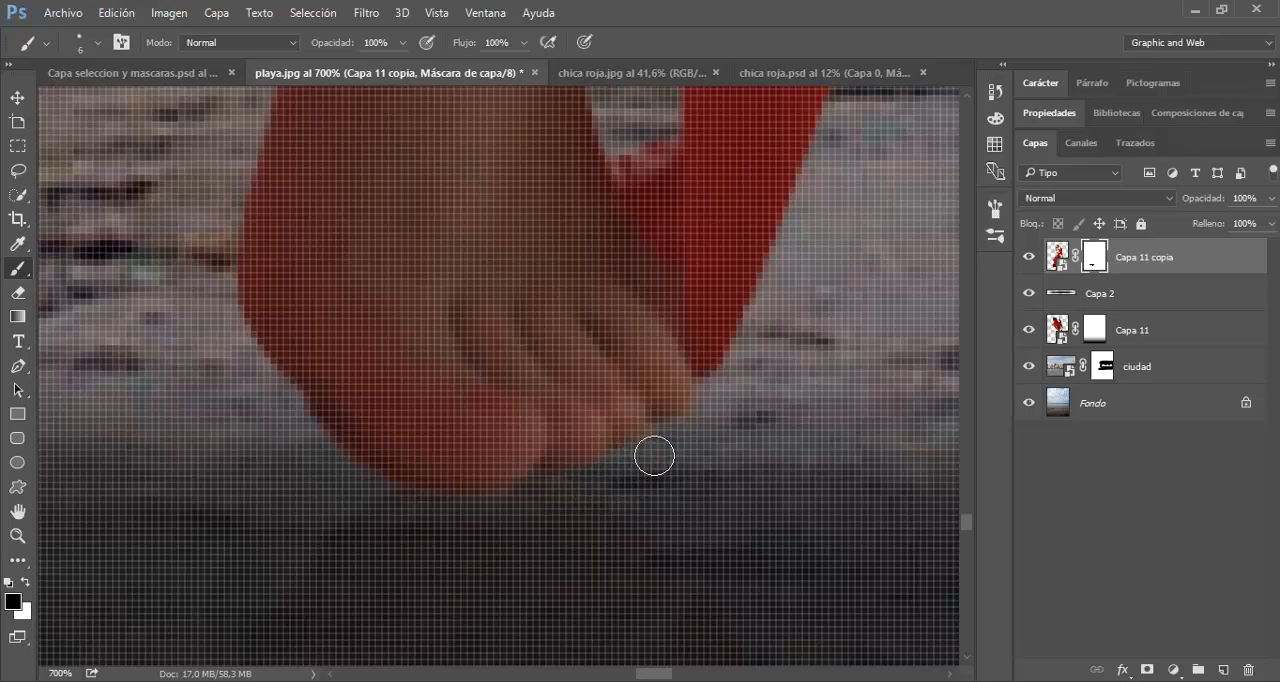 Ps Archivo Edición Imagen Capa Texto Selección Filtro 3D Vista Ventana Ayuda
6 Modo: Normal Opacidad: 100% Flujo: 100% Graphic and Web
Capa seleccion y mascaras.psd al ... × playa.jpg al 700% (Capa 11 copia, Máscara de capa/8) * × chica roja.jpg al 41,6% (RGB/... × chica roja.psd al 12% (Capa 0, Má... ×
Carácter Párrafo Pictogramas
Propiedades Bibliotecas Composiciones de caj
Capas Canales Trazados
Tipo
Normal Opacidad: 100%
Bloq.: Relleno: 100%
Capa 11 copia
Capa 2
Capa 11
ciudad
Fondo
700% Doc: 17,0 MB/58,3 MB